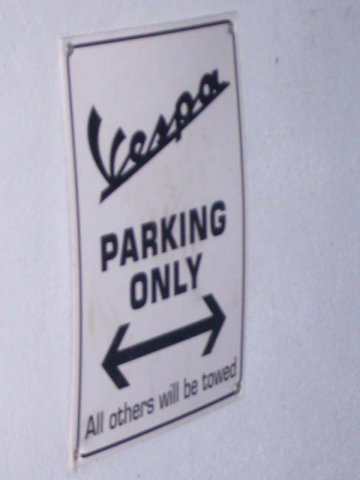 Vespa
PARKING
ONLY
All others will be towed